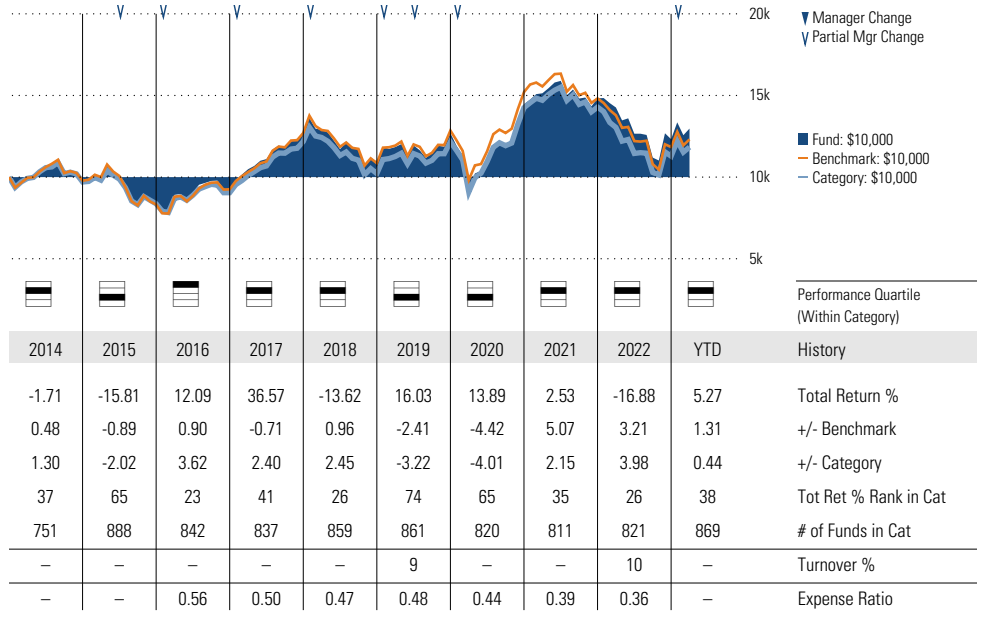 20k
Manager Change
Partial Mgr Change
15k
Fund: $10,000
Benchmark: $10,000
10k
Category: $10,000
5k
Performance Quartile
(Within Category)
2014 2015 2016 2017 2018 2019 2020 2021 2022 YTD History
-1.71 -15.81 12.09 36.57 -13.62 16.03 13.89 2.53 -16.88 5.27 Total Return %
0.48 -0.89 0.90 -0.71 0.96 -2.41 -4.42 5.07 3.21 1.31 +/- Benchmark
1.30 -2.02 3.62 2.40 2.45 -3.22 -4.01 2.15 3.98 0.44 +/- Category
37 65 23 41 26 74 65 35 26 38 Tot Ret % Rank in Cat
751 888 842 837 859 861 820 811 821 869 # of Funds in Cat
– – – – – 9 – – 10 – Turnover %
– – 0.56 0.50 0.47 0.48 0.44 0.39 0.36 – Expense Ratio